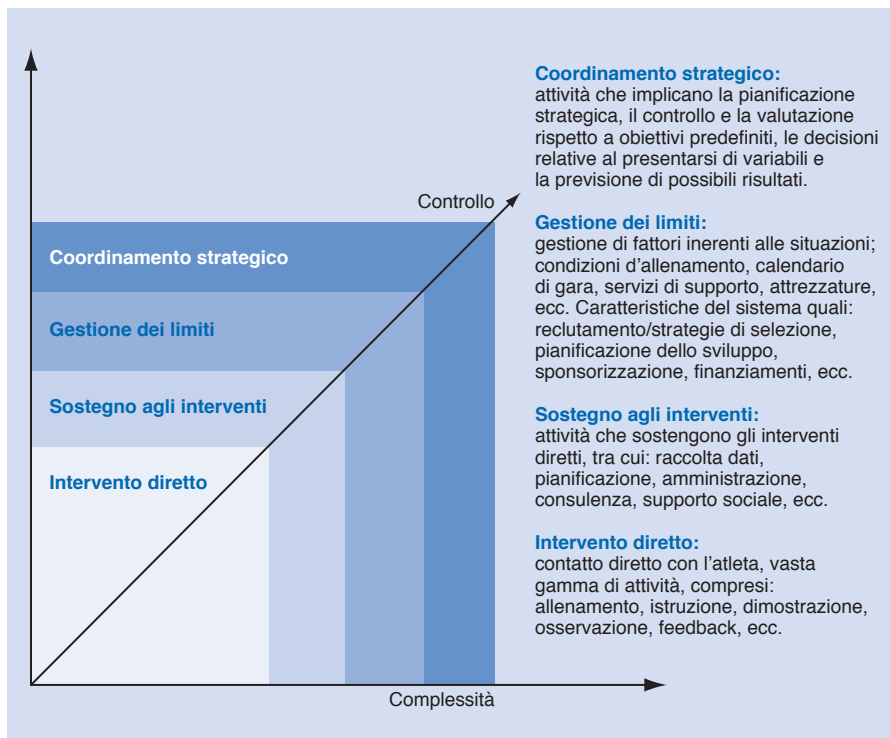 Controllo
Coordinamento strategico
Gestione dei limiti
Sostegno agli interventi
Intervento diretto
Complessità
Coordinamento strategico:
attività che implicano la pianificazione
strategica, il controllo e la valutazione
rispetto a obiettivi predefiniti, le decisioni
relative al presentarsi di variabili e
la previsione di possibili risultati.
Gestione dei limiti:
gestione di fattori inerenti alle situazioni;
condizioni d’allenamento, calendario
di gara, servizi di supporto, attrezzature,
ecc. Caratteristiche del sistema quali:
reclutamento/strategie di selezione,
pianificazione dello sviluppo,
sponsorizzazione, finanziamenti, ecc.
Sostegno agli interventi:
attività che sostengono gli interventi
diretti, tra cui: raccolta dati,
pianificazione, amministrazione,
consulenza, supporto sociale, ecc.
Intervento diretto:
contatto diretto con l’atleta, vasta
gamma di attività, compresi:
allenamento, istruzione, dimostrazione,
osservazione, feedback, ecc.